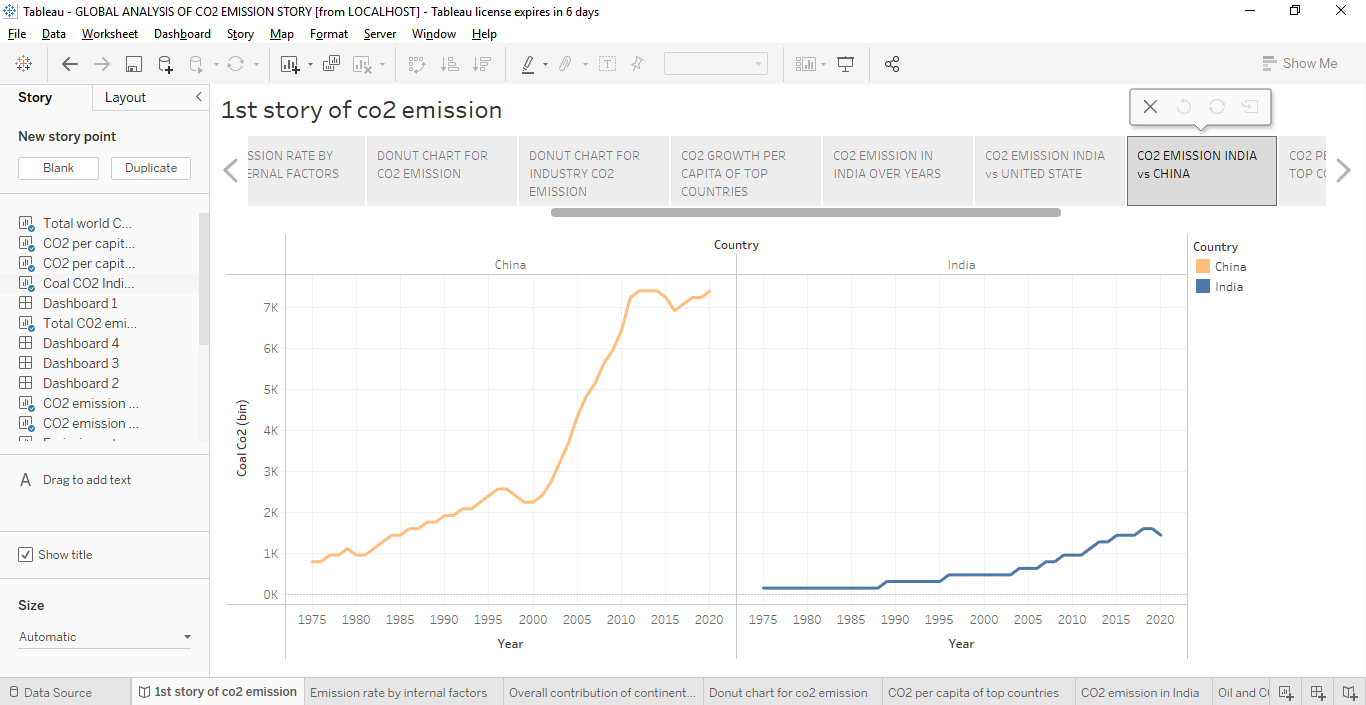 Tableau - GLOBAL ANALYSIS OF CO2 EMISSION STORY [from LOCALHOST] - Tableau license expires in 6 days
File Data Worksheet Dashboard Story Map Format Server Window Help
Show Me
Story Layout
New story point
Blank Duplicate
Total world C...
CO2 per capit...
CO2 per capit...
Coal CO2 Indi...
Dashboard 1
Total CO2 emi...
Dashboard 4
Dashboard 3
Dashboard 2
CO2 emission ...
CO2 emission ...
A Drag to add text
Show title
Size
Automatic
1st story of co2 emission
SSION RATE BY
ERNAL FACTORS
DONUT CHART FOR
CO2 EMISSION
DONUT CHART FOR
INDUSTRY CO2
EMISSION
CO2 GROWTH PER
CAPITA OF TOP
COUNTRIES
CO2 EMISSION IN
INDIA OVER YEARS
CO2 EMISSION INDIA
vs UNITED STATE
CO2 EMISSION INDIA
vs CHINA
CO2 PE
TOP CO
Country
China India
Coal Co2 (bin)
7K
6K
5K
4K
3K
2K
1K
0K
1975 1980 1985 1990 1995 2000 2005 2010 2015 2020
1975 1980 1985 1990 1995 2000 2005 2010 2015 2020
Year Year
Country
China
India
Data Source 1st story of co2 emission Emission rate by internal factors Overall contribution of continent... Donut chart for co2 emission CO2 per capita of top countries CO2 emission in India Oil and C